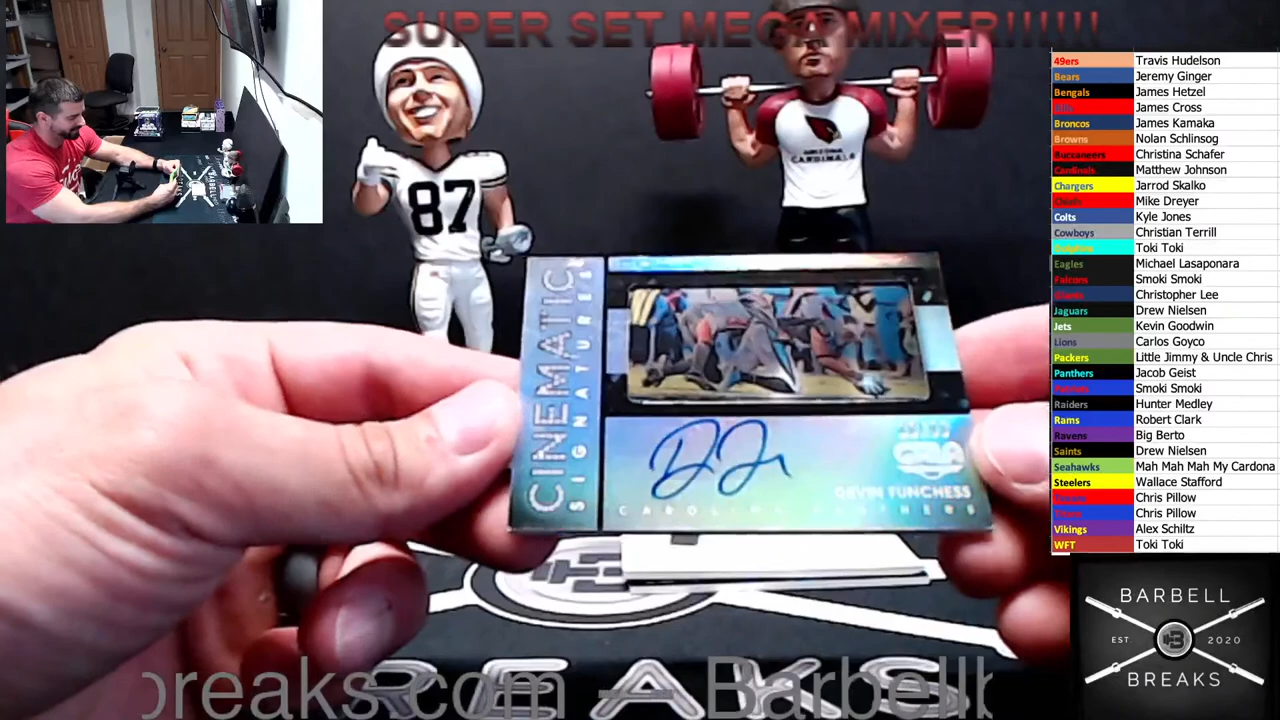 SUPER SET MEGA MIXER!!!!!!
49ers Travis Hudelson
Bears Jeremy Ginger
Bengals James Hetzel
James Cross
Broncos James Kamaka
Browns Nolan Schlinsog
Buccaneers Christina Schafer
Cardinals Matthew Johnson
Chargers Jarrod Skalko
Chiefs Mike Dreyer
Colts Kyle Jones
Cowboys Christian Terrill
Dolphins Toki Toki
Eagles Michael Lasaponara
Falcons Smoki Smoki
Giants Christopher Lee
Jaguars Drew Nielsen
Jets Kevin Goodwin
Lions Carlos Goyco
Packers Little Jimmy & Uncle Chris
Panthers Jacob Geist
Patriots Smoki Smoki
Raiders Hunter Medley
Rams Robert Clark
Ravens Big Berto
Saints Drew Nielsen
Seahawks Mah Mah Mah My Cardona
Steelers Wallace Stafford
Texans Chris Pillow
Titans Chris Pillow
Vikings Alex Schiltz
WFT Toki Toki
87
CARDINALS
CINEMATIC
SIGNATURES
DEVIN FUNCHESS
CAROLINA PANTHERS
BARBELL
EST. 2020
BREAKS
BARBELL
REAKS
breaks.com — Barbellb